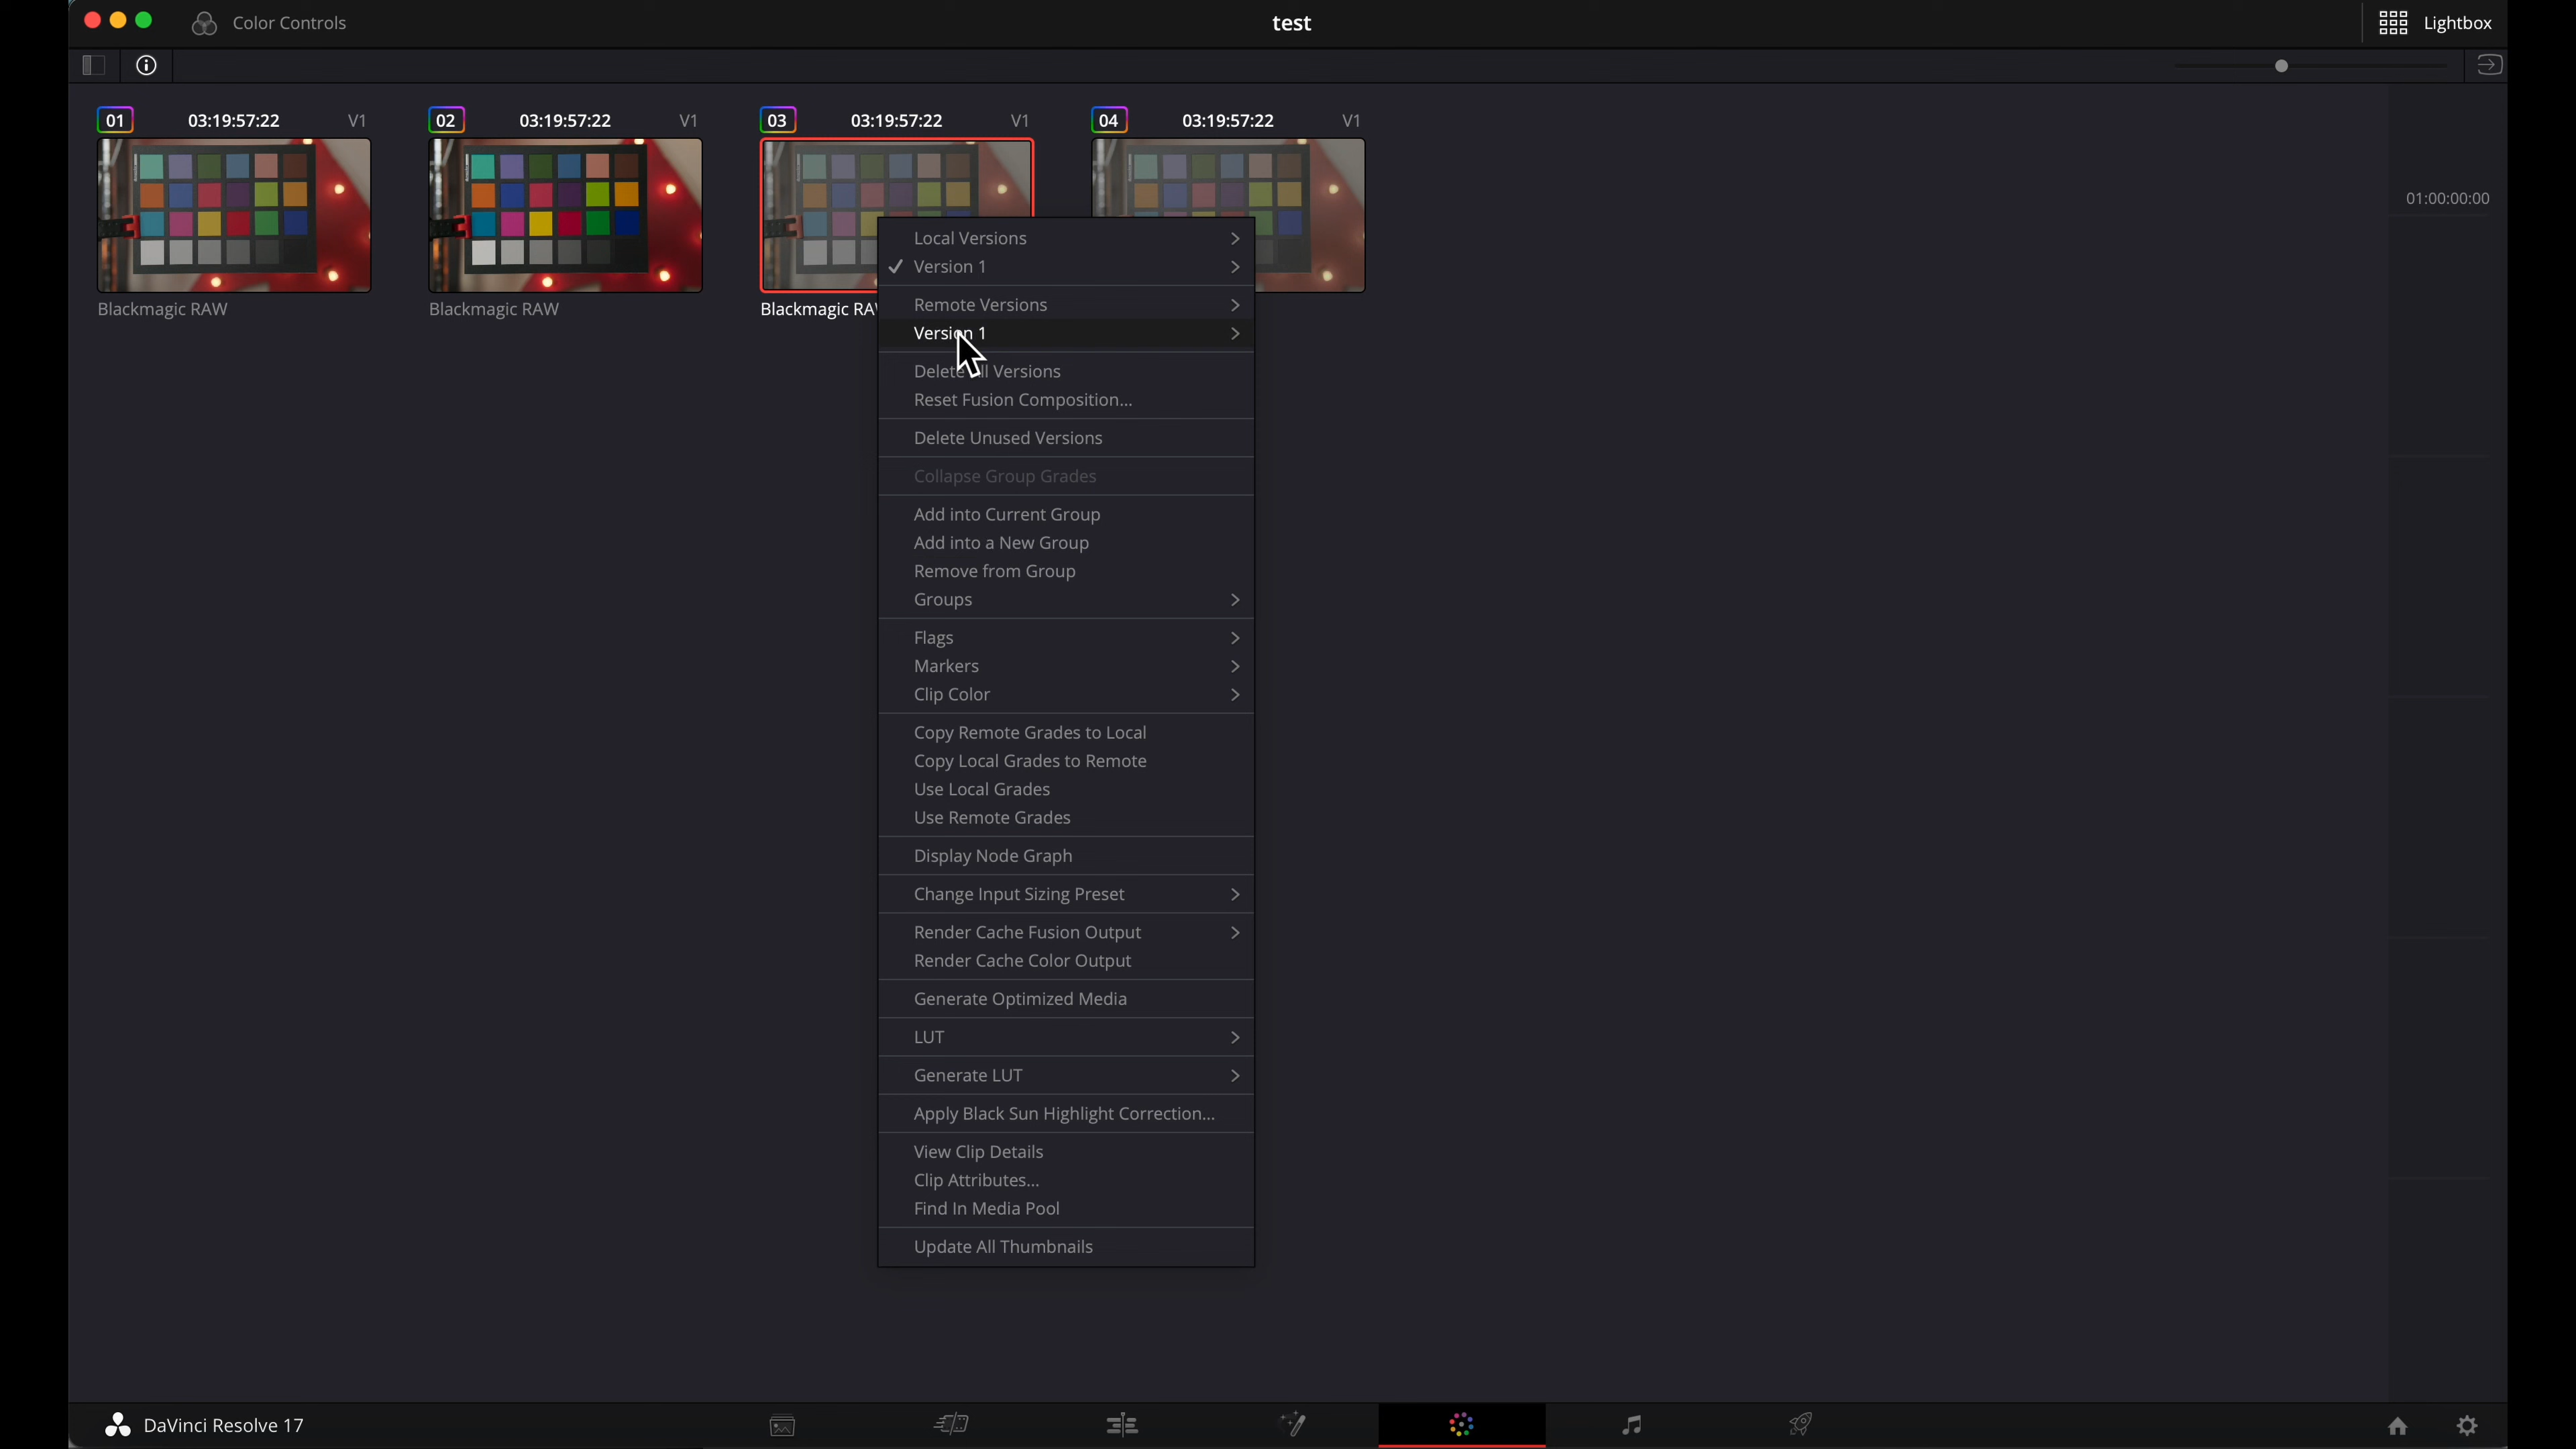 Color Controls
test
Lightbox
01 03:19:57:22 V1
02 03:19:57:22 V1
03 03:19:57:22 V1
04 03:19:57:22 V1
01:00:00:00
Blackmagic RAW
Blackmagic RAW
Blackmagic RAW
Local Versions
Version 1
Remote Versions
Version 1
Delete All Versions
Reset Fusion Composition...
Delete Unused Versions
Collapse Group Grades
Add into Current Group
Add into a New Group
Remove from Group
Groups
Flags
Markers
Clip Color
Copy Remote Grades to Local
Copy Local Grades to Remote
Use Local Grades
Use Remote Grades
Display Node Graph
Change Input Sizing Preset
Render Cache Fusion Output
Render Cache Color Output
Generate Optimized Media
LUT
Generate LUT
Apply Black Sun Highlight Correction...
View Clip Details
Clip Attributes...
Find In Media Pool
Update All Thumbnails
DaVinci Resolve 17